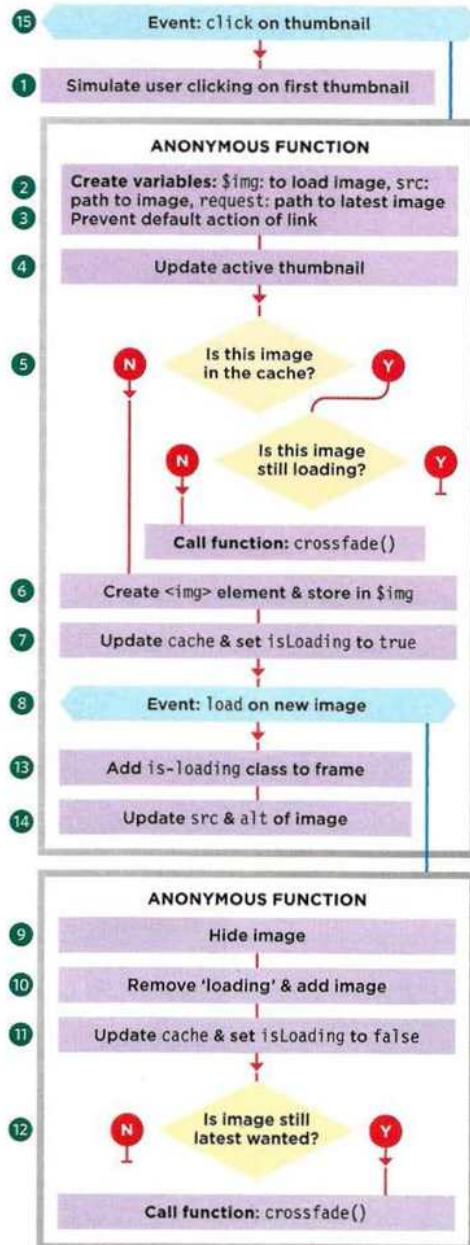 15 Event: click on thumbnail
1 Simulate user clicking on first thumbnail
ANONYMOUS FUNCTION
2 Create variables: $img: to load image, src:
path to image, request: path to latest image
3 Prevent default action of link
4 Update active thumbnail
5 N Is this image Y
in the cache?
N Is this image Y
still loading?
Call function: crossfade()
6 Create <img> element & store in $img
7 Update cache & set isLoading to true
8 Event: load on new image
13 Add is-loading class to frame
14 Update src & alt of image
ANONYMOUS FUNCTION
9 Hide image
10 Remove ‘loading’ & add image
11 Update cache & set isLoading to false
12 N Is image still Y
latest wanted?
Call function: crossfade()